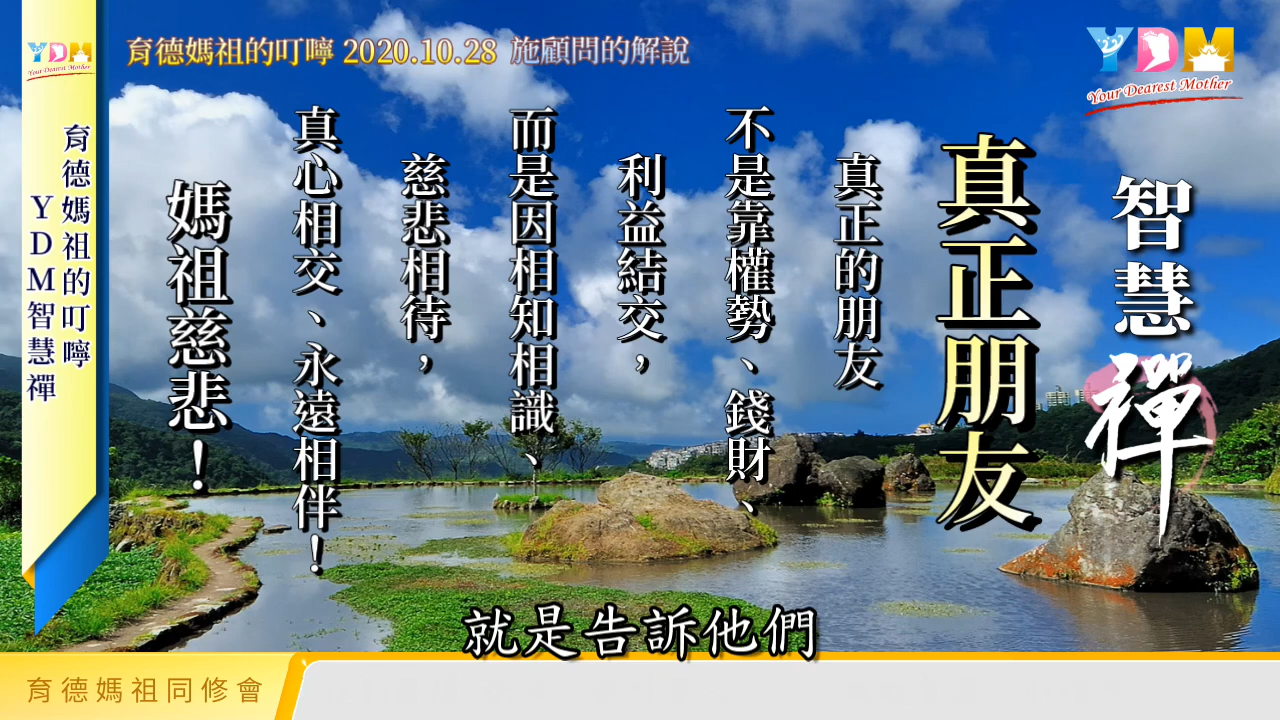 育德媽祖的叮嚀 2020.10.28 施顧問的解說
YDM
Your Dearest Mother
YDM
Your Dearest Mother
育德媽祖的叮嚀
YDM智慧禪
智慧禪
真正朋友
真正的朋友
不是靠權勢、錢財、
利益結交，
而是因相知相識、
慈悲相待，
真心相交、永遠相伴！
媽祖慈悲！
就是告訴他們
育德媽祖同修會